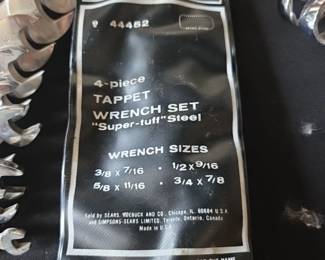 44452
4-piece
TAPPET
WRENCH SET
"Super-tuff" Steel
WRENCH SIZES
3/8 x 7/16 • 1/2 x 9/16
5/8 x 11/16 • 3/4 x 7/8
Sold by SEARS, ROEBUCK AND CO., Chicago, IL. 60684 U.S.A.
and SIMPSONS-SEARS LIMITED, Toronto, Ontario, Canada
Made in U.S.A.